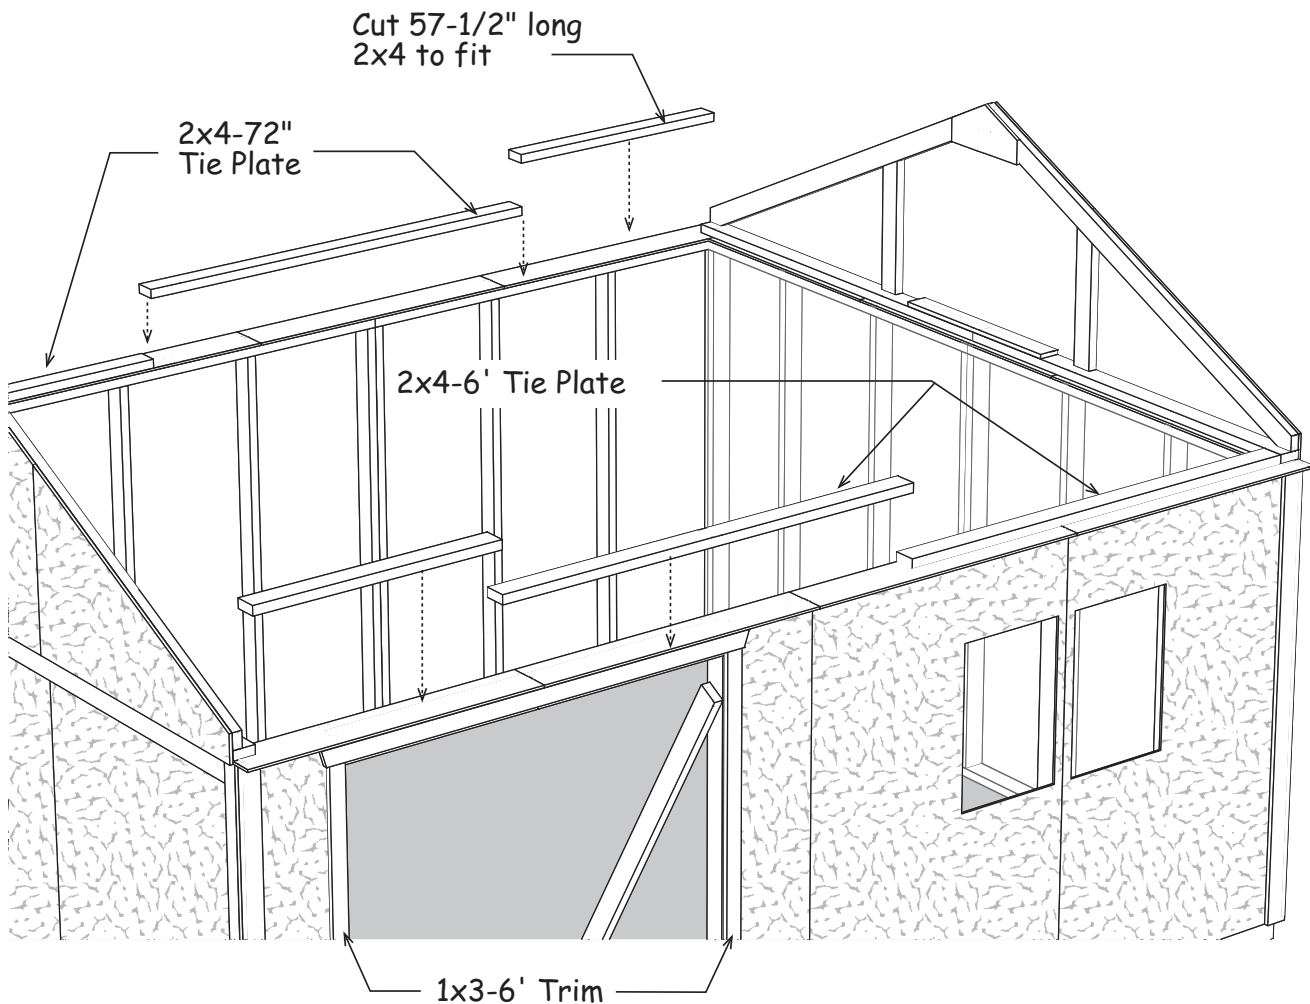 Cut 57-1/2" long
2x4 to fit
2x4-72"
Tie Plate
2x4-6' Tie Plate
1x3-6' Trim